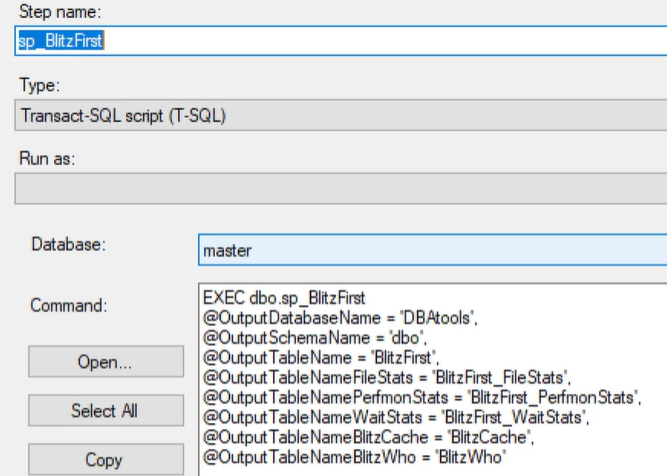 Step name:
sp_BlitzFirst
Type:
Transact-SQL script (T-SQL)
Run as:
Database:
master
Command:
EXEC dbo.sp_BlitzFirst
@OutputDatabaseName = 'DBAtools',
@OutputSchemaName = 'dbo',
@OutputTableName = 'BlitzFirst',
@OutputTableNameFileStats = 'BlitzFirst_FileStats',
@OutputTableNamePerfmonStats = 'BlitzFirst_PerfmonStats',
@OutputTableNameWaitStats = 'BlitzFirst_WaitStats',
@OutputTableNameBlitzCache = 'BlitzCache',
@OutputTableNameBlitzWho = 'BlitzWho'
Open...
Select All
Copy